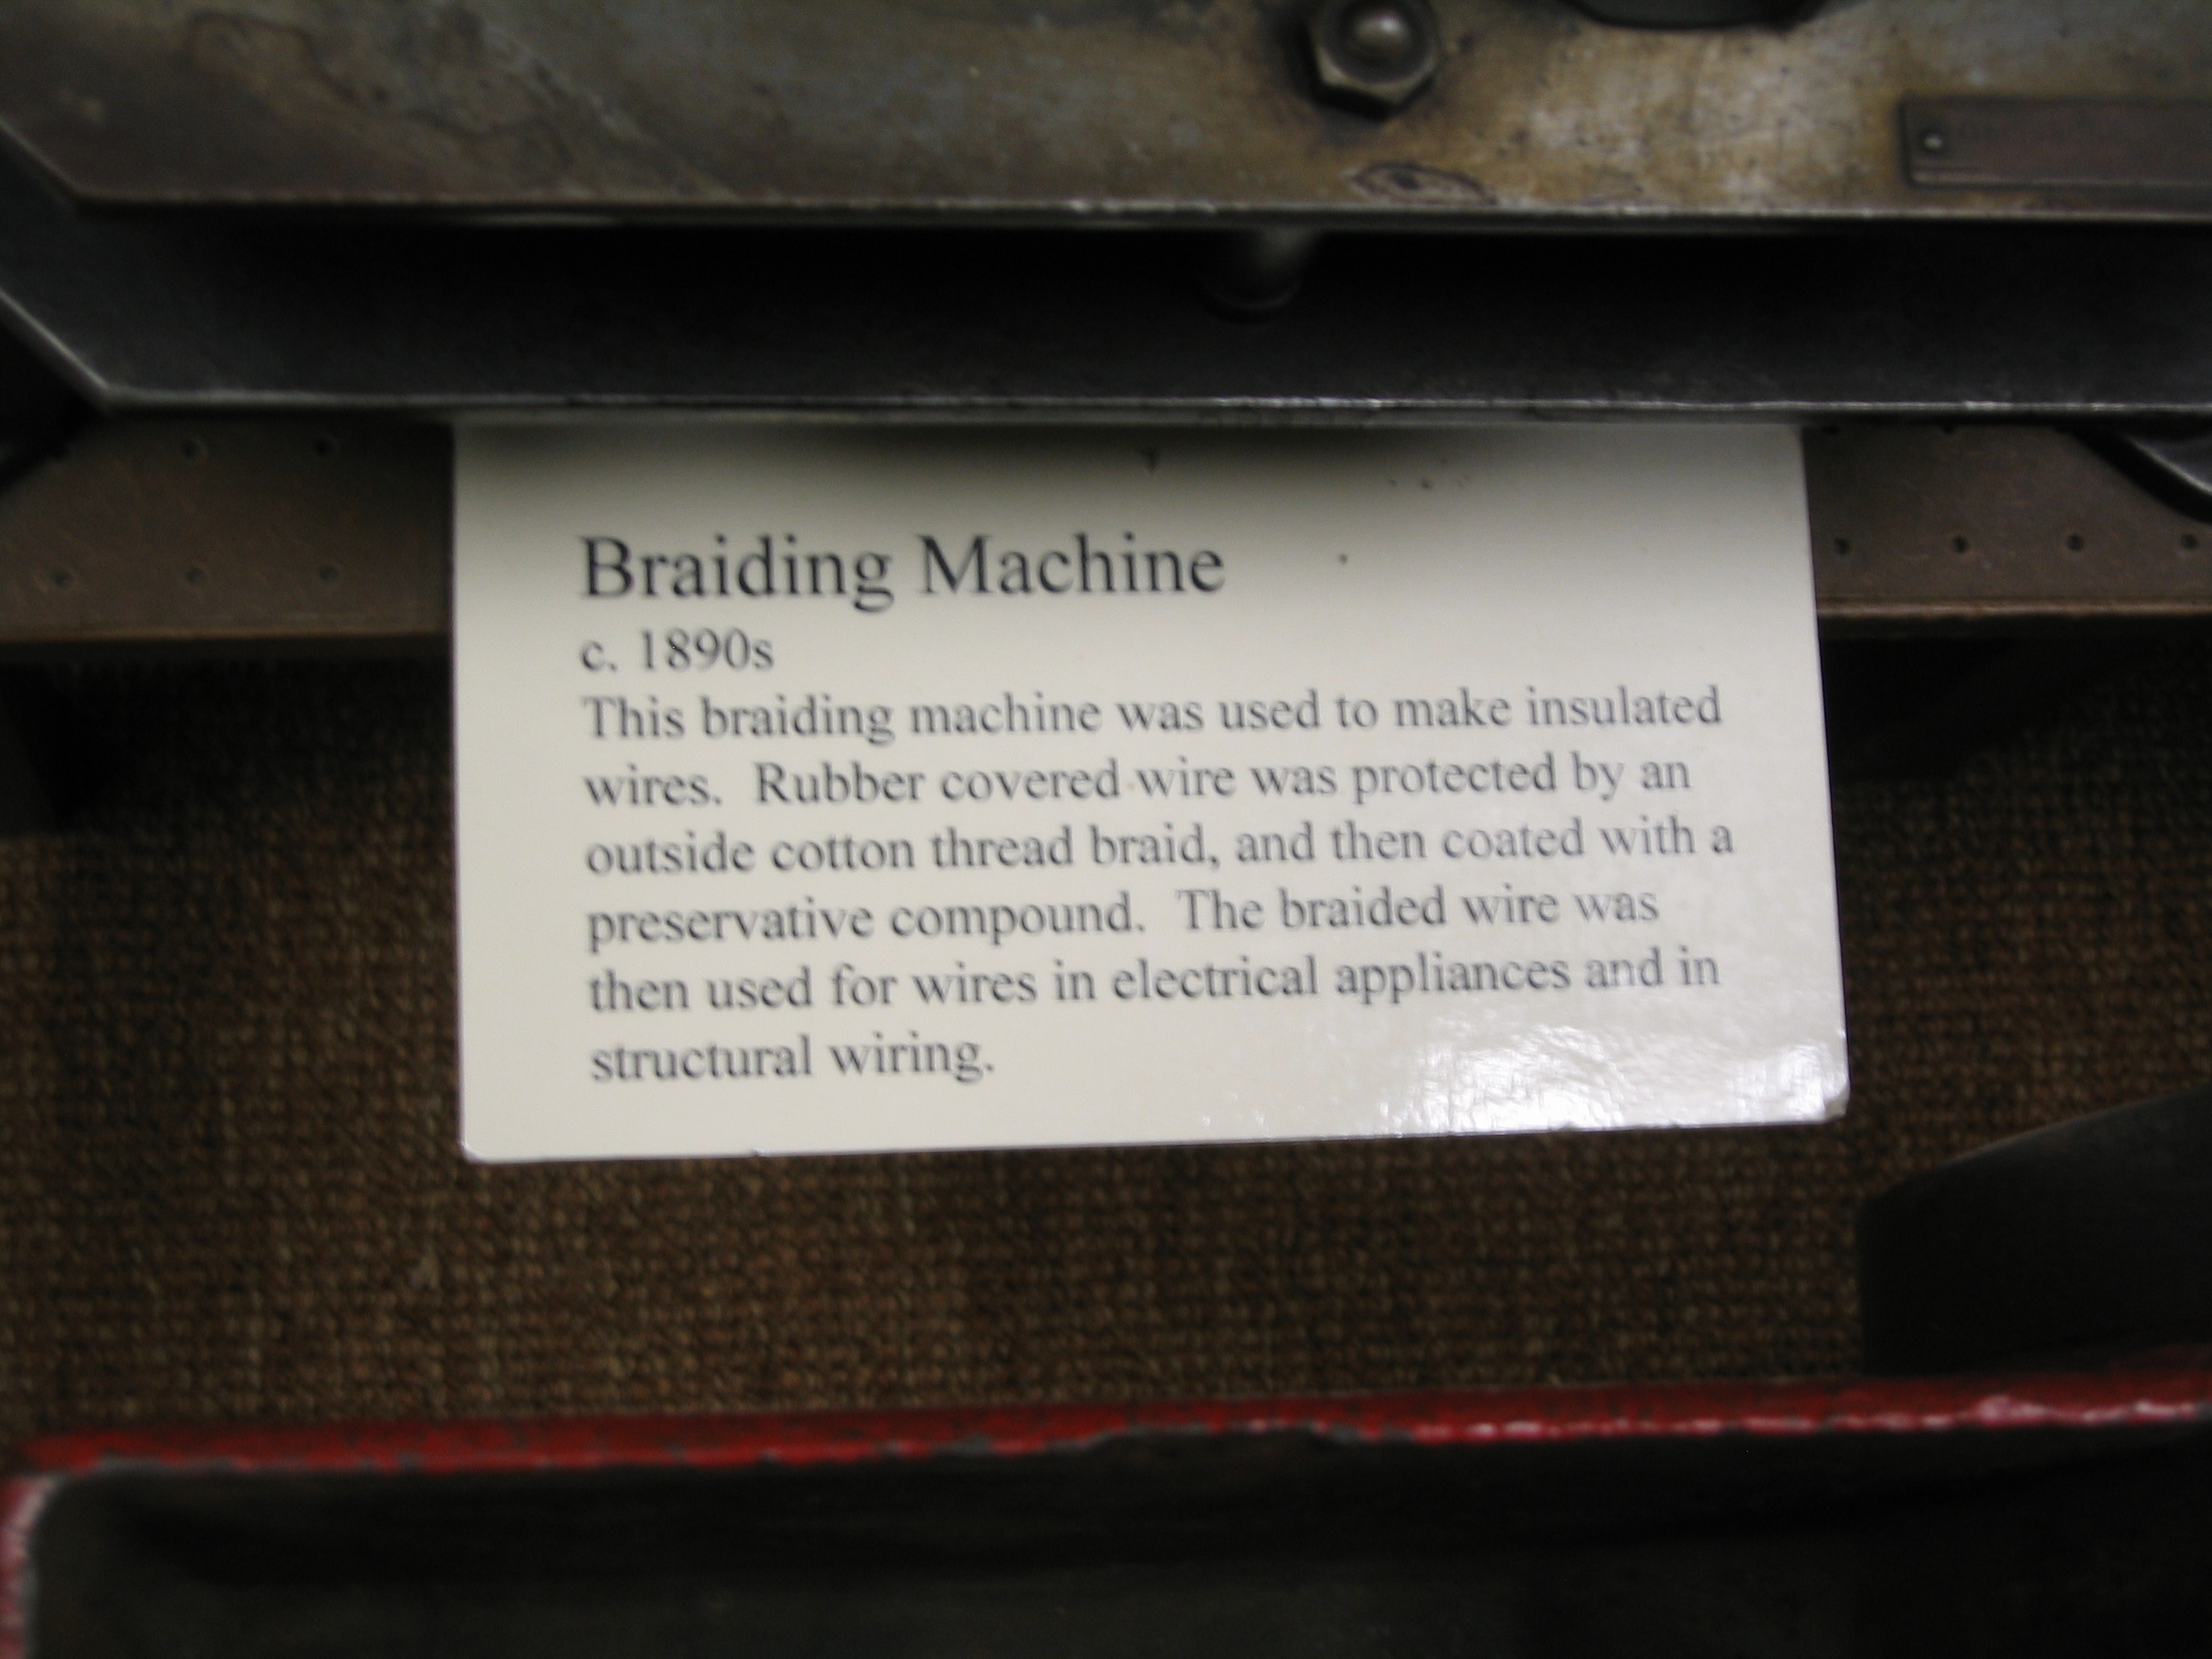 Braiding Machine
c. 1890s
This braiding machine was used to make insulated
wires. Rubber covered wire was protected by an
outside cotton thread braid, and then coated with a
preservative compound. The braided wire was
then used for wires in electrical appliances and in
structural wiring.